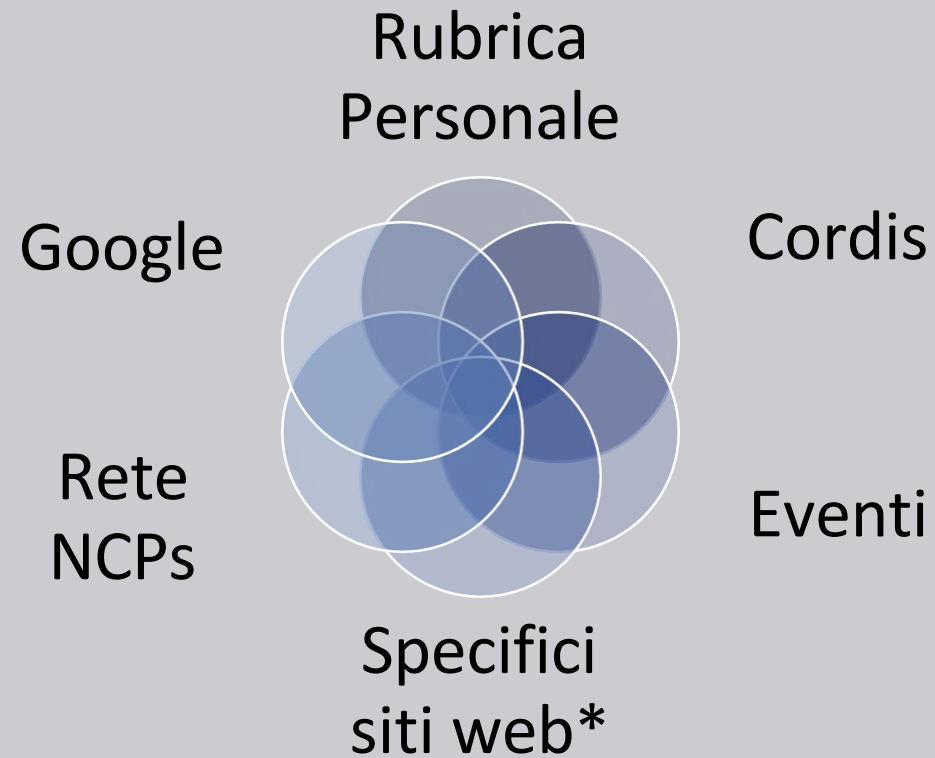 Rubrica
Personale
Google
Cordis
Rete
NCPs
Eventi
Specifici
siti web*